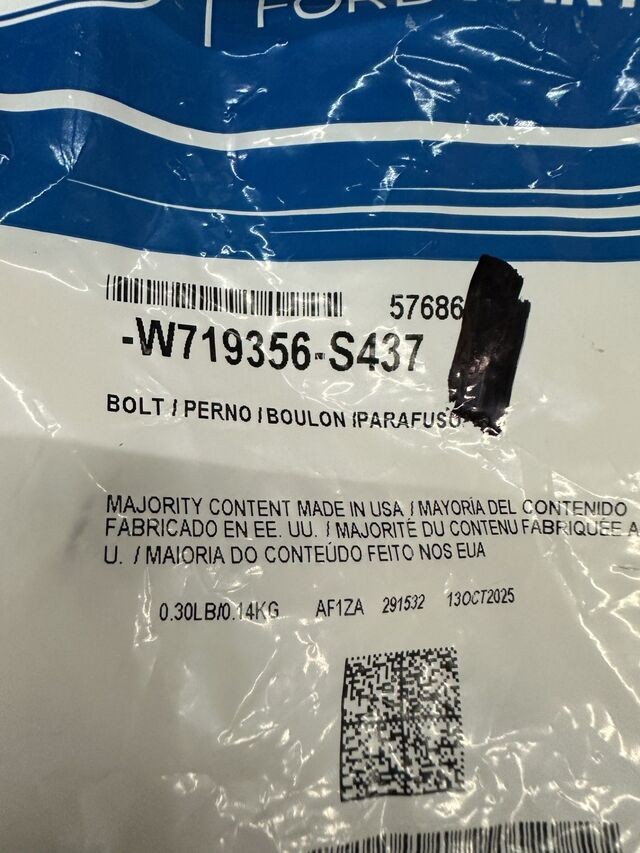 FORD
57686
-W719356-S437
BOLT / PERNO / BOULON /PARAFUSO
MAJORITY CONTENT MADE IN USA / MAYORÍA DEL CONTENIDO
FABRICADO EN EE. UU. / MAJORITÉ DU CONTENU FABRIQUÉE A
U. / MAIORIA DO CONTEÚDO FEITO NOS EUA
0.30LB/0.14KG AF1ZA 291532 13OCT2025